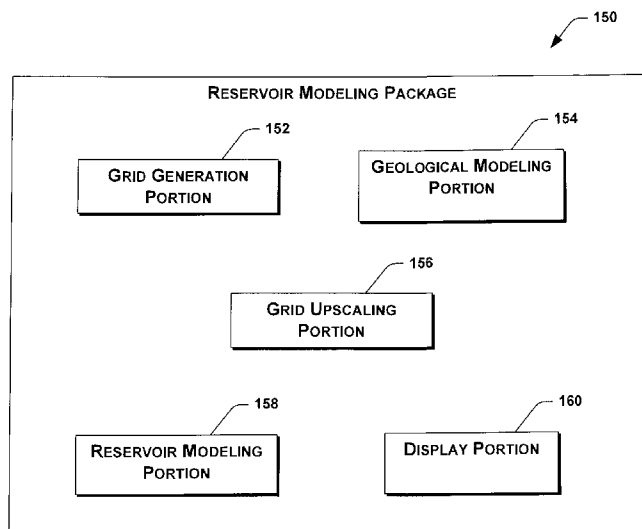 150
RESERVOIR MODELING PACKAGE
152
GRID GENERATION
PORTION
154
GEOLOGICAL MODELING
PORTION
156
GRID UPSCALING
PORTION
158
RESERVOIR MODELING
PORTION
160
DISPLAY PORTION